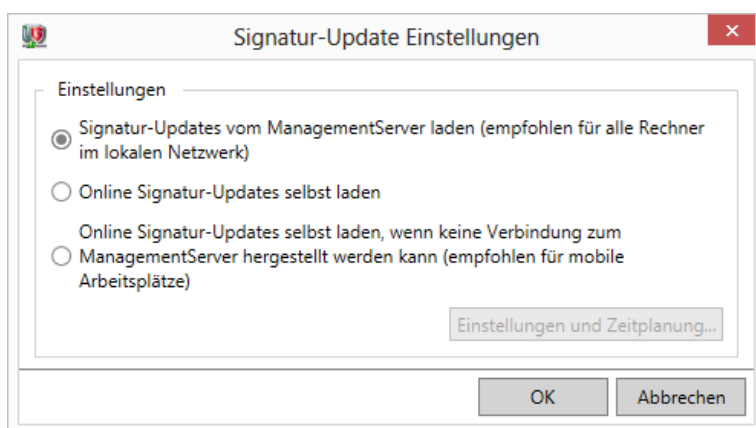 Signatur-Update Einstellungen
Einstellungen
Signatur-Updates vom ManagementServer laden (empfohlen für alle Rechner
im lokalen Netzwerk)
Online Signatur-Updates selbst laden
Online Signatur-Updates selbst laden, wenn keine Verbindung zum
ManagementServer hergestellt werden kann (empfohlen für mobile
Arbeitsplätze)
Einstellungen und Zeitplanung...
OK
Abbrechen